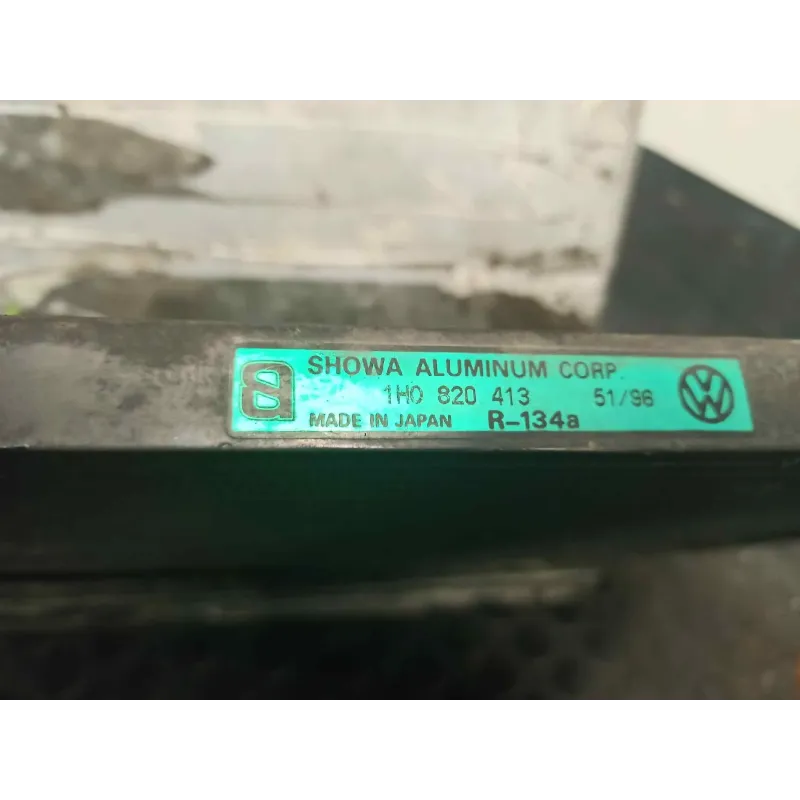 SHOWA ALUMINUM CORP.
1H0 820 413 51/96
MADE IN JAPAN R-134a